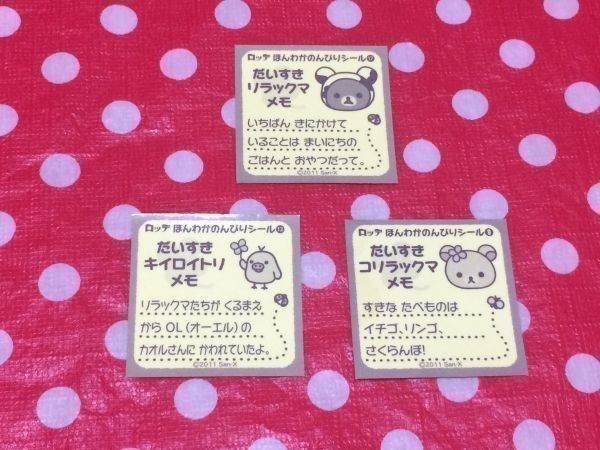 ロッテ ほんわかのんびりシール⑰
だいすき
リラックマ
メモ
いちばん きにかけて
いることは まいにちの
ごはんと おやつだって。
©2011 San-X
ロッテ ほんわかのんびりシール
だいすき
キイロイトリ
メモ
リラックマたちが くるまえ
から OL(オーエル)の
カオルさんに かわれていたよ。
©2011 San-X
ロッテ ほんわかのんびりシール
だいすき
コリラックマ
メモ
すきな たべものは
イチゴ、リンゴ、
さくらんぼ!
©2011 San-X